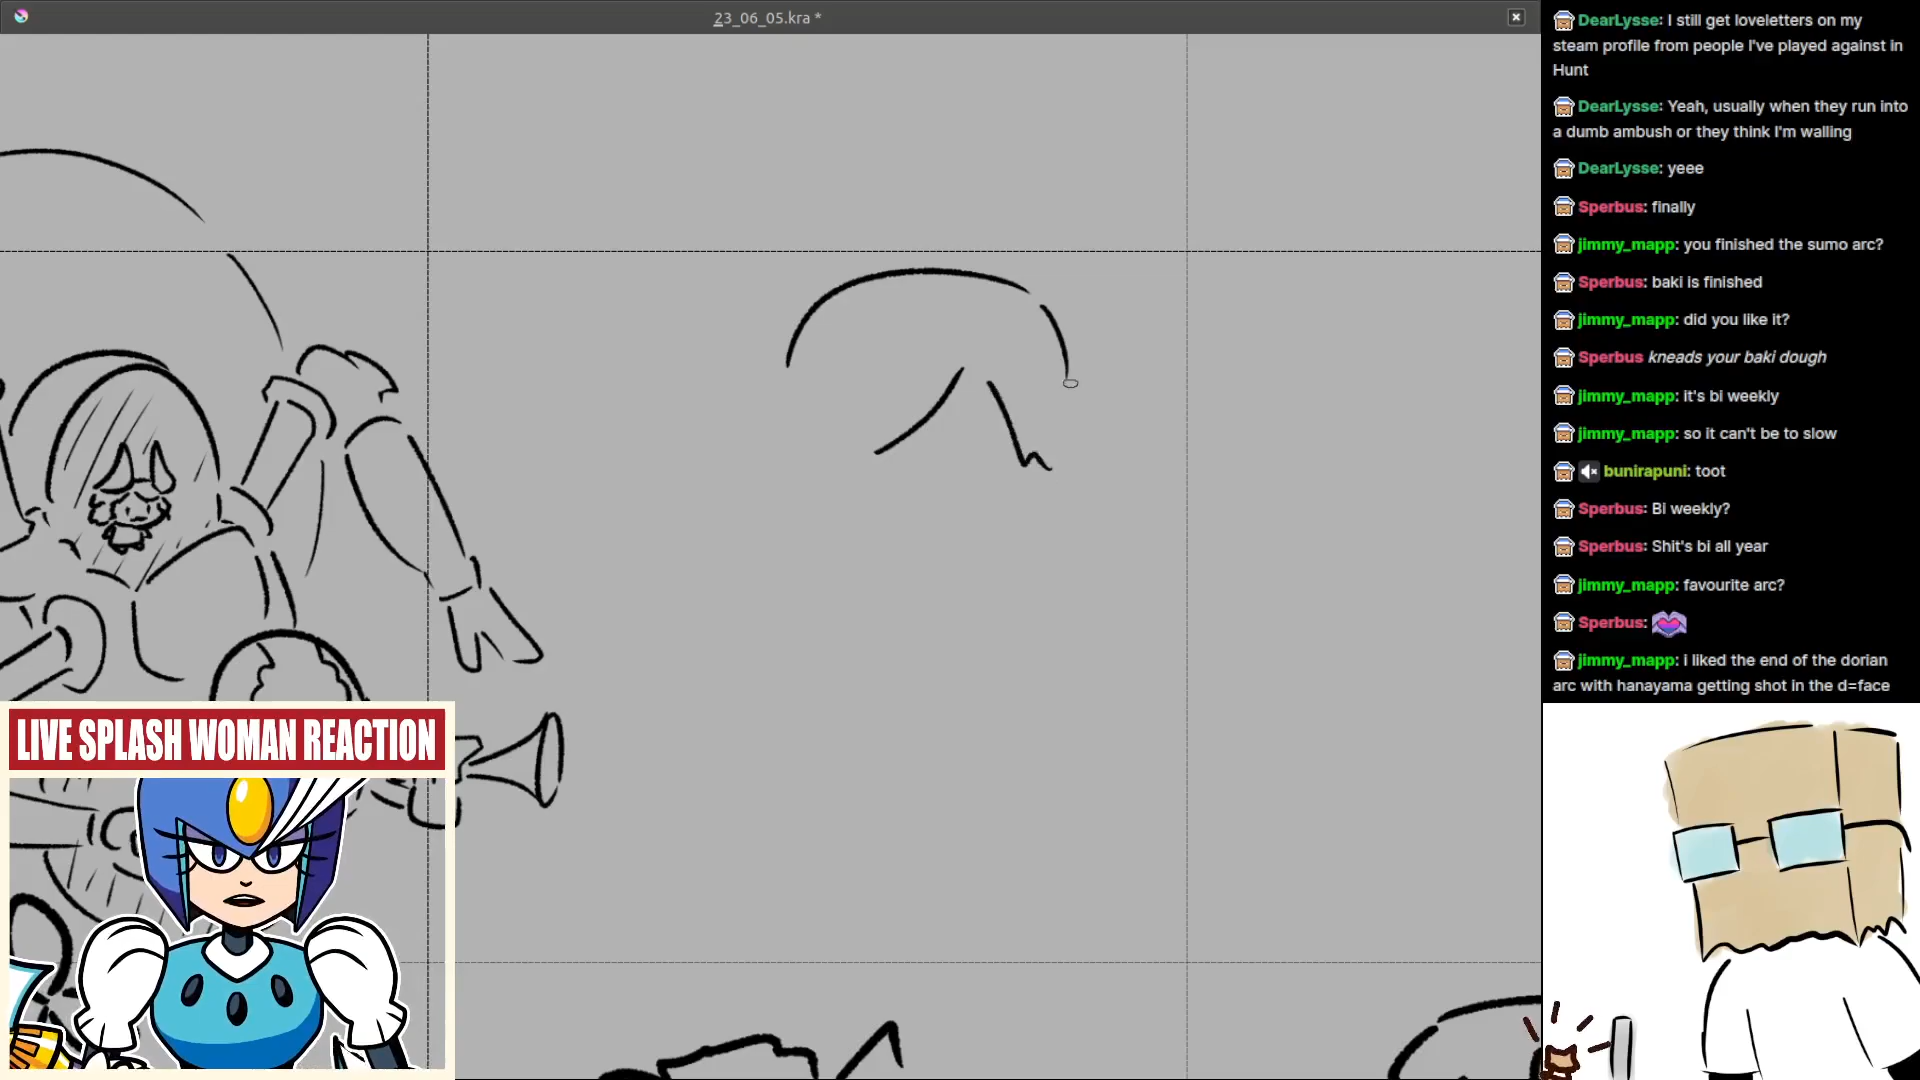 23_06_05.kra *
DearLysse: I still get loveletters on my
steam profile from people I've played against in
Hunt
DearLysse: Yeah, usually when they run into
a dumb ambush or they think I'm walling
DearLysse: yeee
Sperbus: finally
jimmy_mapp: you finished the sumo arc?
Sperbus: baki is finished
jimmy_mapp: did you like it?
Sperbus kneads your baki dough
jimmy_mapp: it's bi weekly
jimmy_mapp: so it can't be to slow
bunirapuni: toot
Sperbus: Bi weekly?
Sperbus: Shit's bi all year
jimmy_mapp: favourite arc?
Sperbus:
jimmy_mapp: i liked the end of the dorian
arc with hanayama getting shot in the d=face
LIVE SPLASH WOMAN REACTION